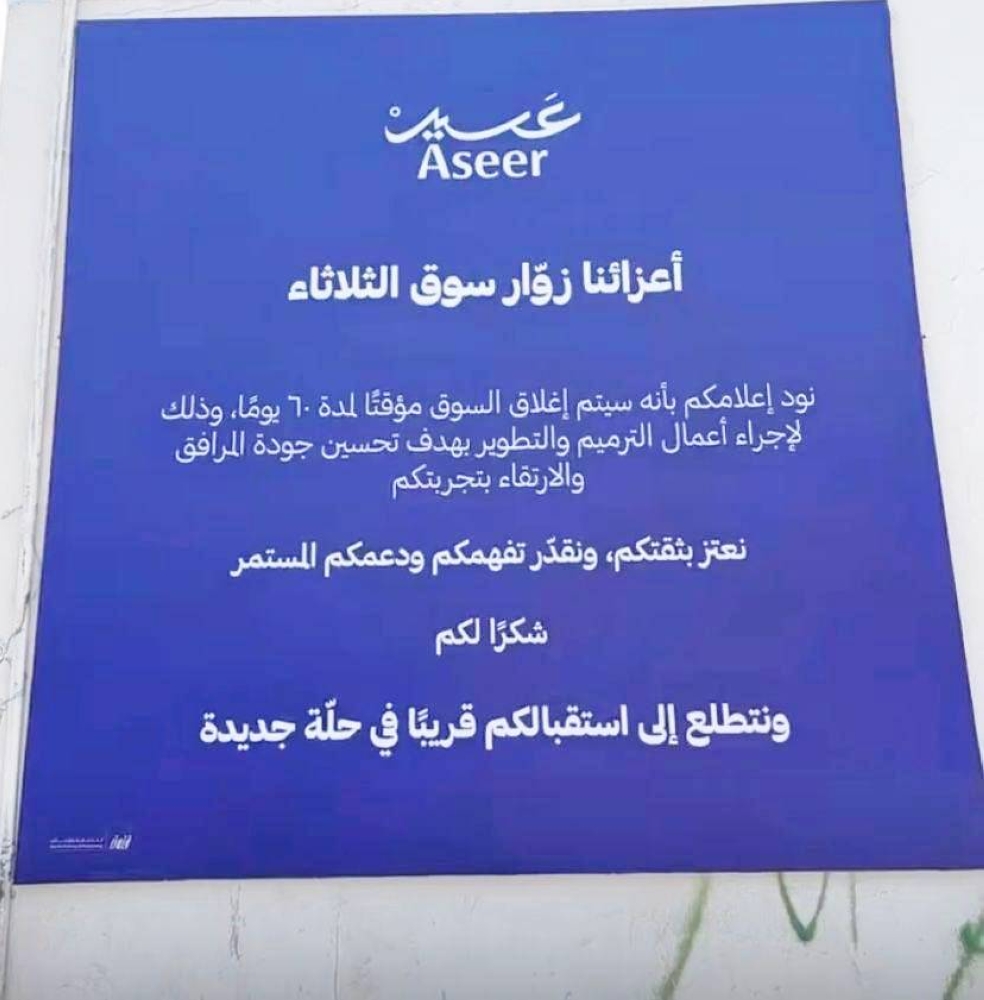 عَسير
Aseer
أعزائنا زوّار سوق الثلاثاء
نود إعلامكم بأنه سيتم إغلاق السوق مؤقتًا لمدة ٦٠ يومًا، وذلك
لإجراء أعمال الترميم والتطوير بهدف تحسين جودة المرافق
والارتقاء بتجربتكم
نعتز بثقتكم، ونقدّر تفهمكم ودعمكم المستمر
شكرًا لكم
ونتطلع إلى استقبالكم قريبًا في حلّة جديدة